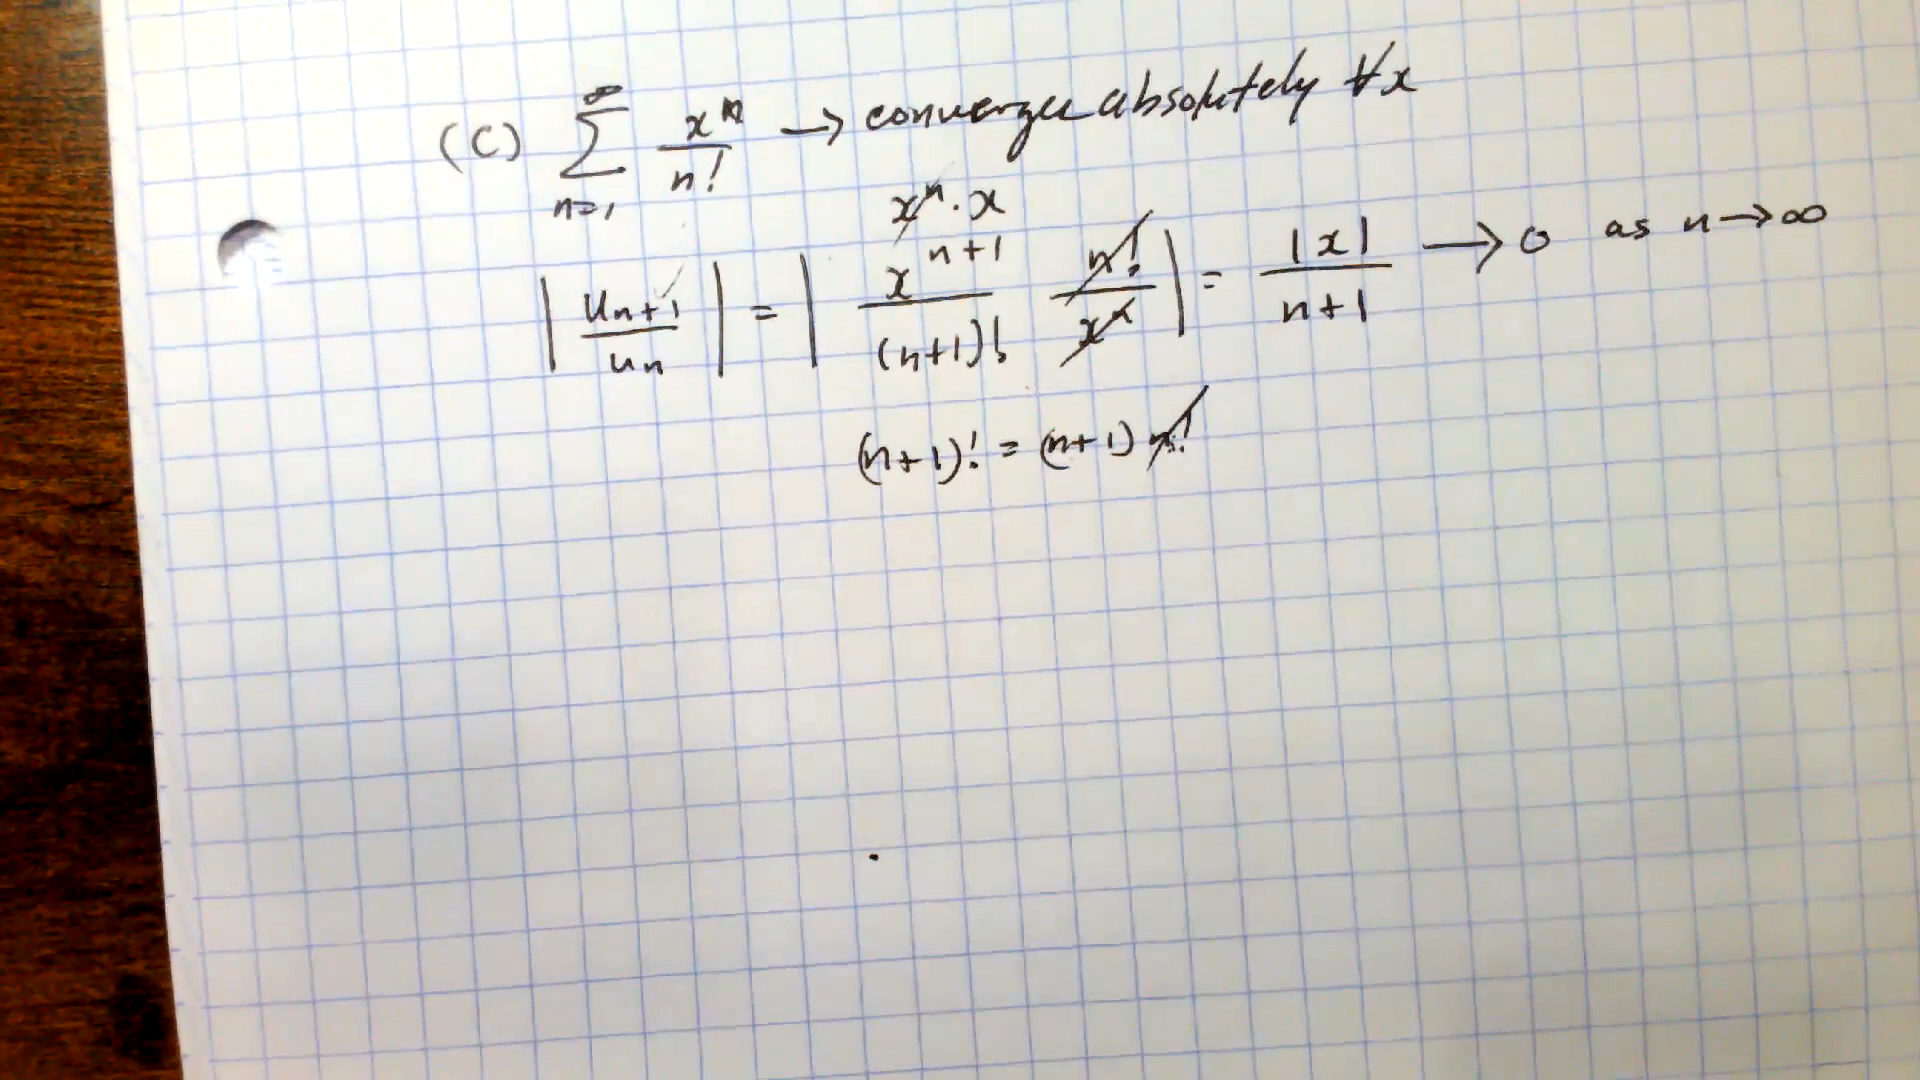 (C) ∑_{n=1}^{∞} x^n / n! → converges absolutely ∀x
x^n · x
| u_{n+1} / u_n | = | x^{n+1} / (n+1)! n! / x^n | = |x| / n+1 → 0 as n → ∞
(n+1)! = (n+1) n!